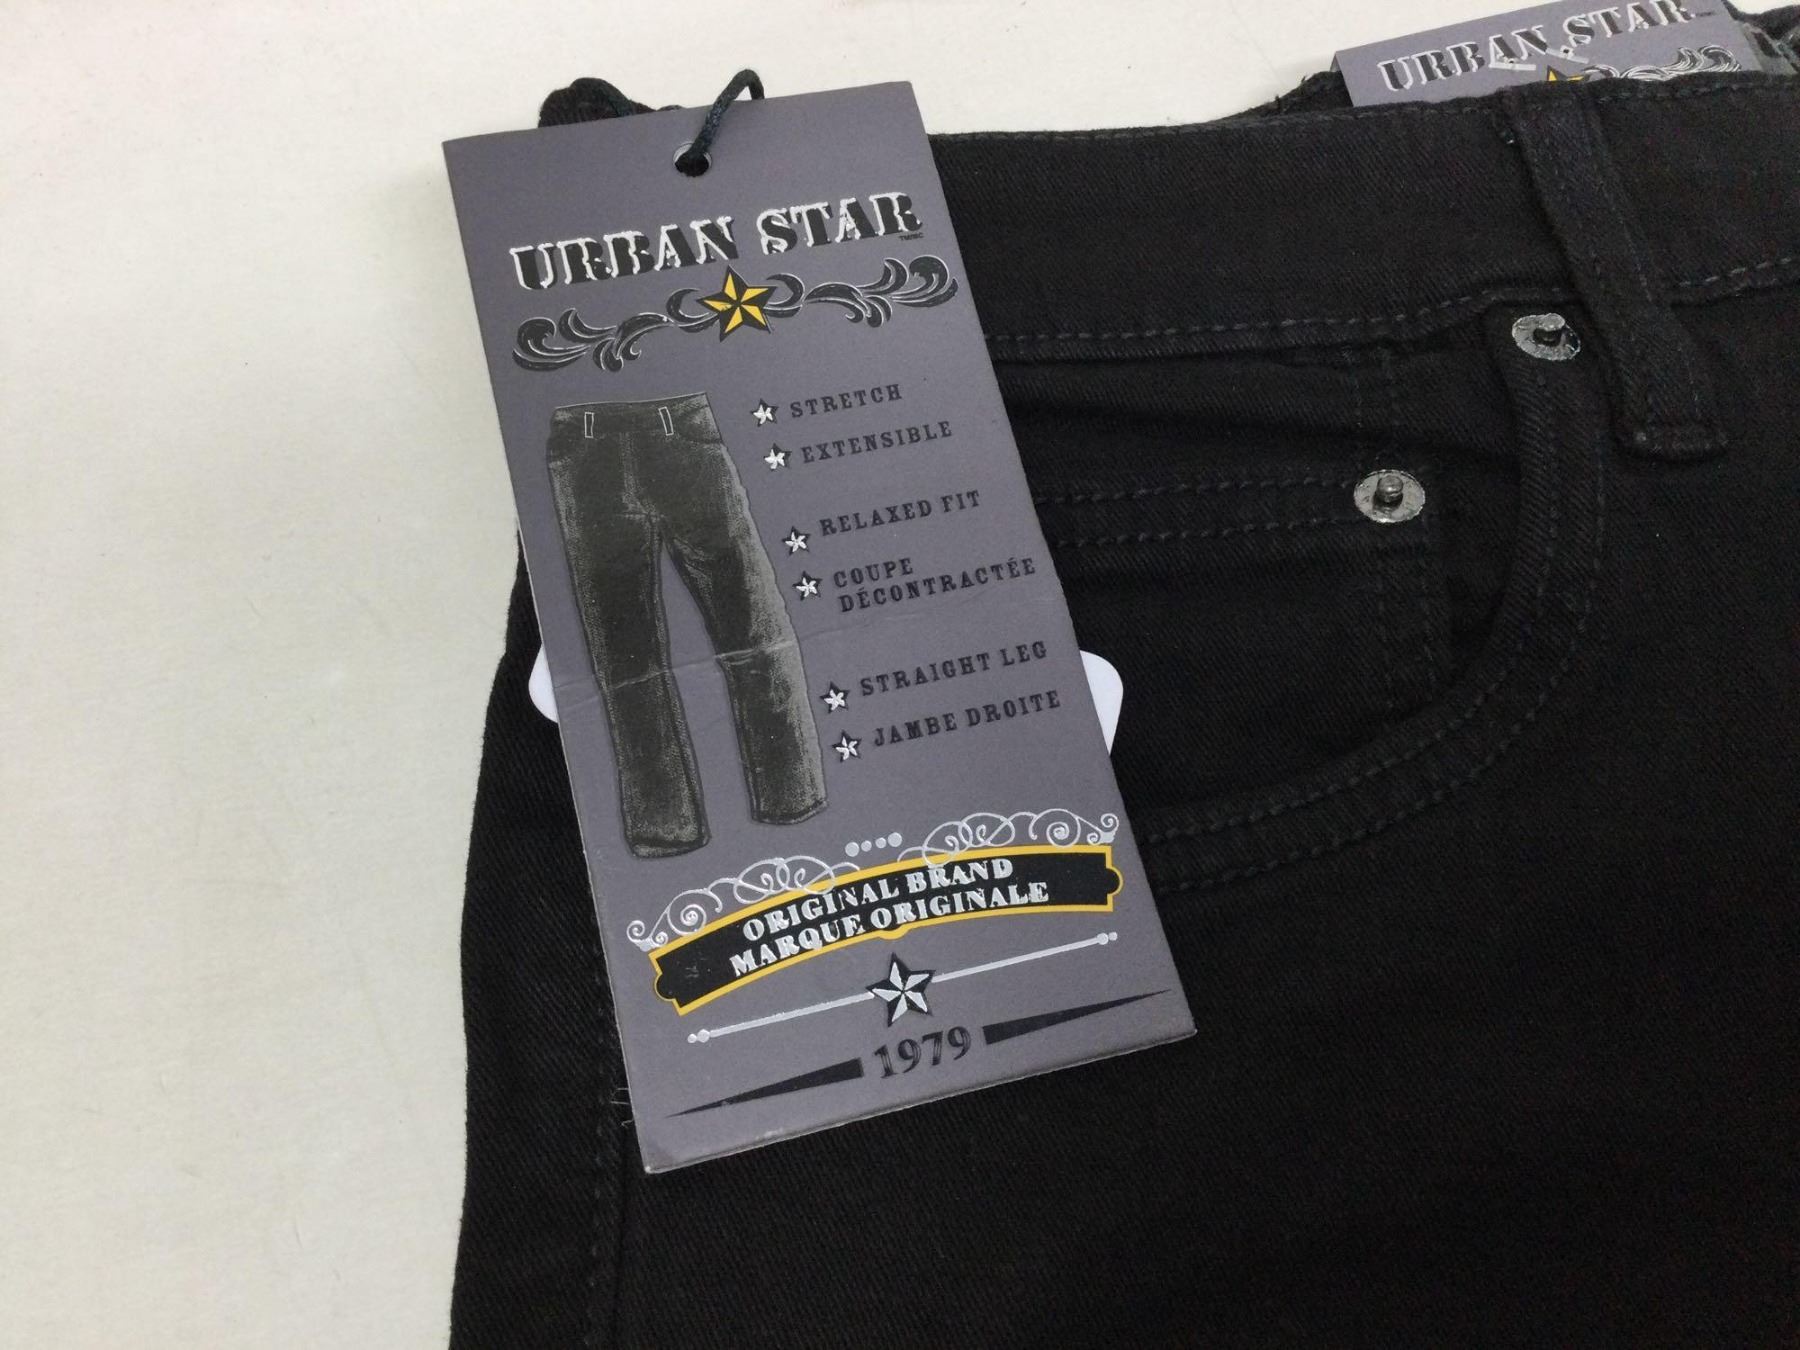 URBAN STAR
URBAN STAR
STRETCH
EXTENSIBLE
RELAXED FIT
COUPE
DÉCONTRACTÉE
STRAIGHT LEG
JAMBE DROITE
ORIGINAL BRAND
MARQUE ORIGINALE
1979